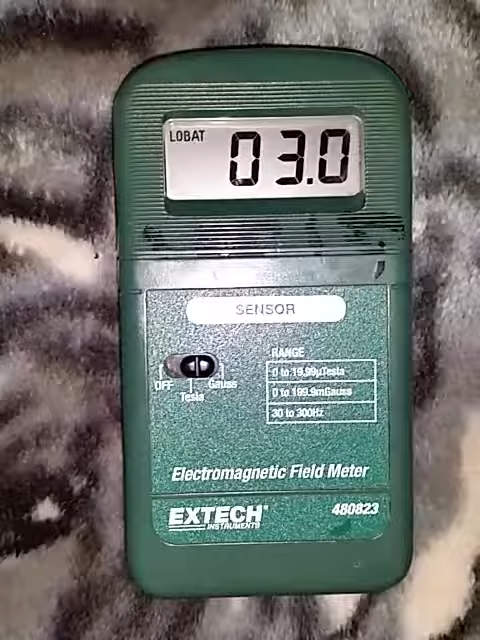 LOBAT
03.0
SENSOR
OFF
Tesla
Gauss
RANGE
0 to 19.99µTesla
0 to 199.9mGauss
30 to 300Hz
Electromagnetic Field Meter
EXTECH®
INSTRUMENTS
480823